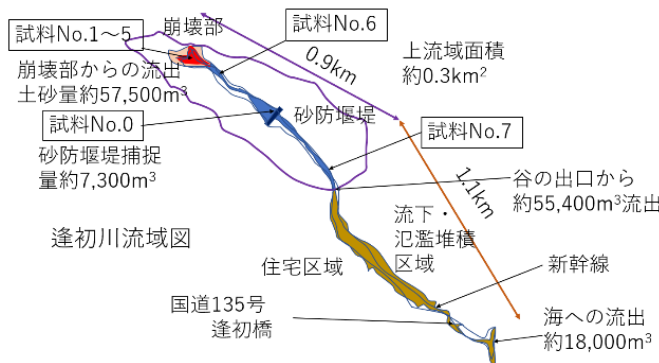 試料No.1～5
崩壊部
試料No.6
0.9km
上流域面積
約0.3km²
崩壊部からの流出
土砂量約57,500m³
試料No.0
砂防堰堤
試料No.7
砂防堰堤捕捉
量約7,300m³
1.1km
谷の出口から
約55,400m³流出
流下・
氾濫堆積
区域
逢初川流域図
住宅区域
新幹線
国道135号
逢初橋
海への流出
約18,000m³